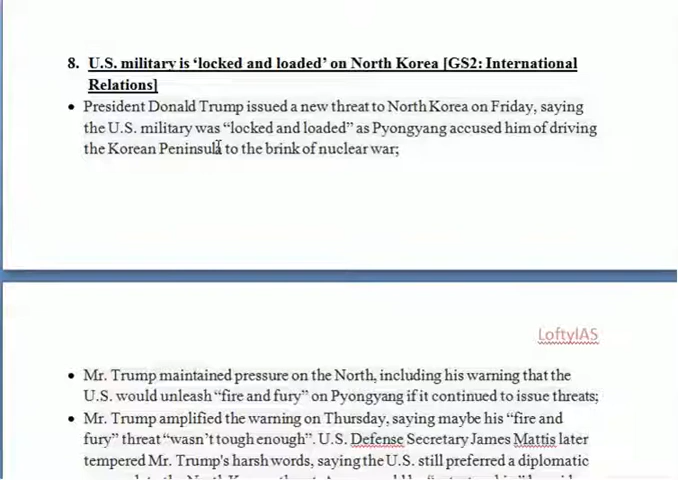 8. U.S. military is ‘locked and loaded’ on North Korea [GS2: International
Relations]
• President Donald Trump issued a new threat to North Korea on Friday, saying
the U.S. military was “locked and loaded” as Pyongyang accused him of driving
the Korean Peninsula to the brink of nuclear war;
LoftyIAS
• Mr. Trump maintained pressure on the North, including his warning that the
U.S. would unleash “fire and fury” on Pyongyang if it continued to issue threats;
• Mr. Trump amplified the warning on Thursday, saying maybe his “fire and
fury” threat “wasn’t tough enough”. U.S. Defense Secretary James Mattis later
tempered Mr. Trump's harsh words, saying the U.S. still preferred a diplomatic